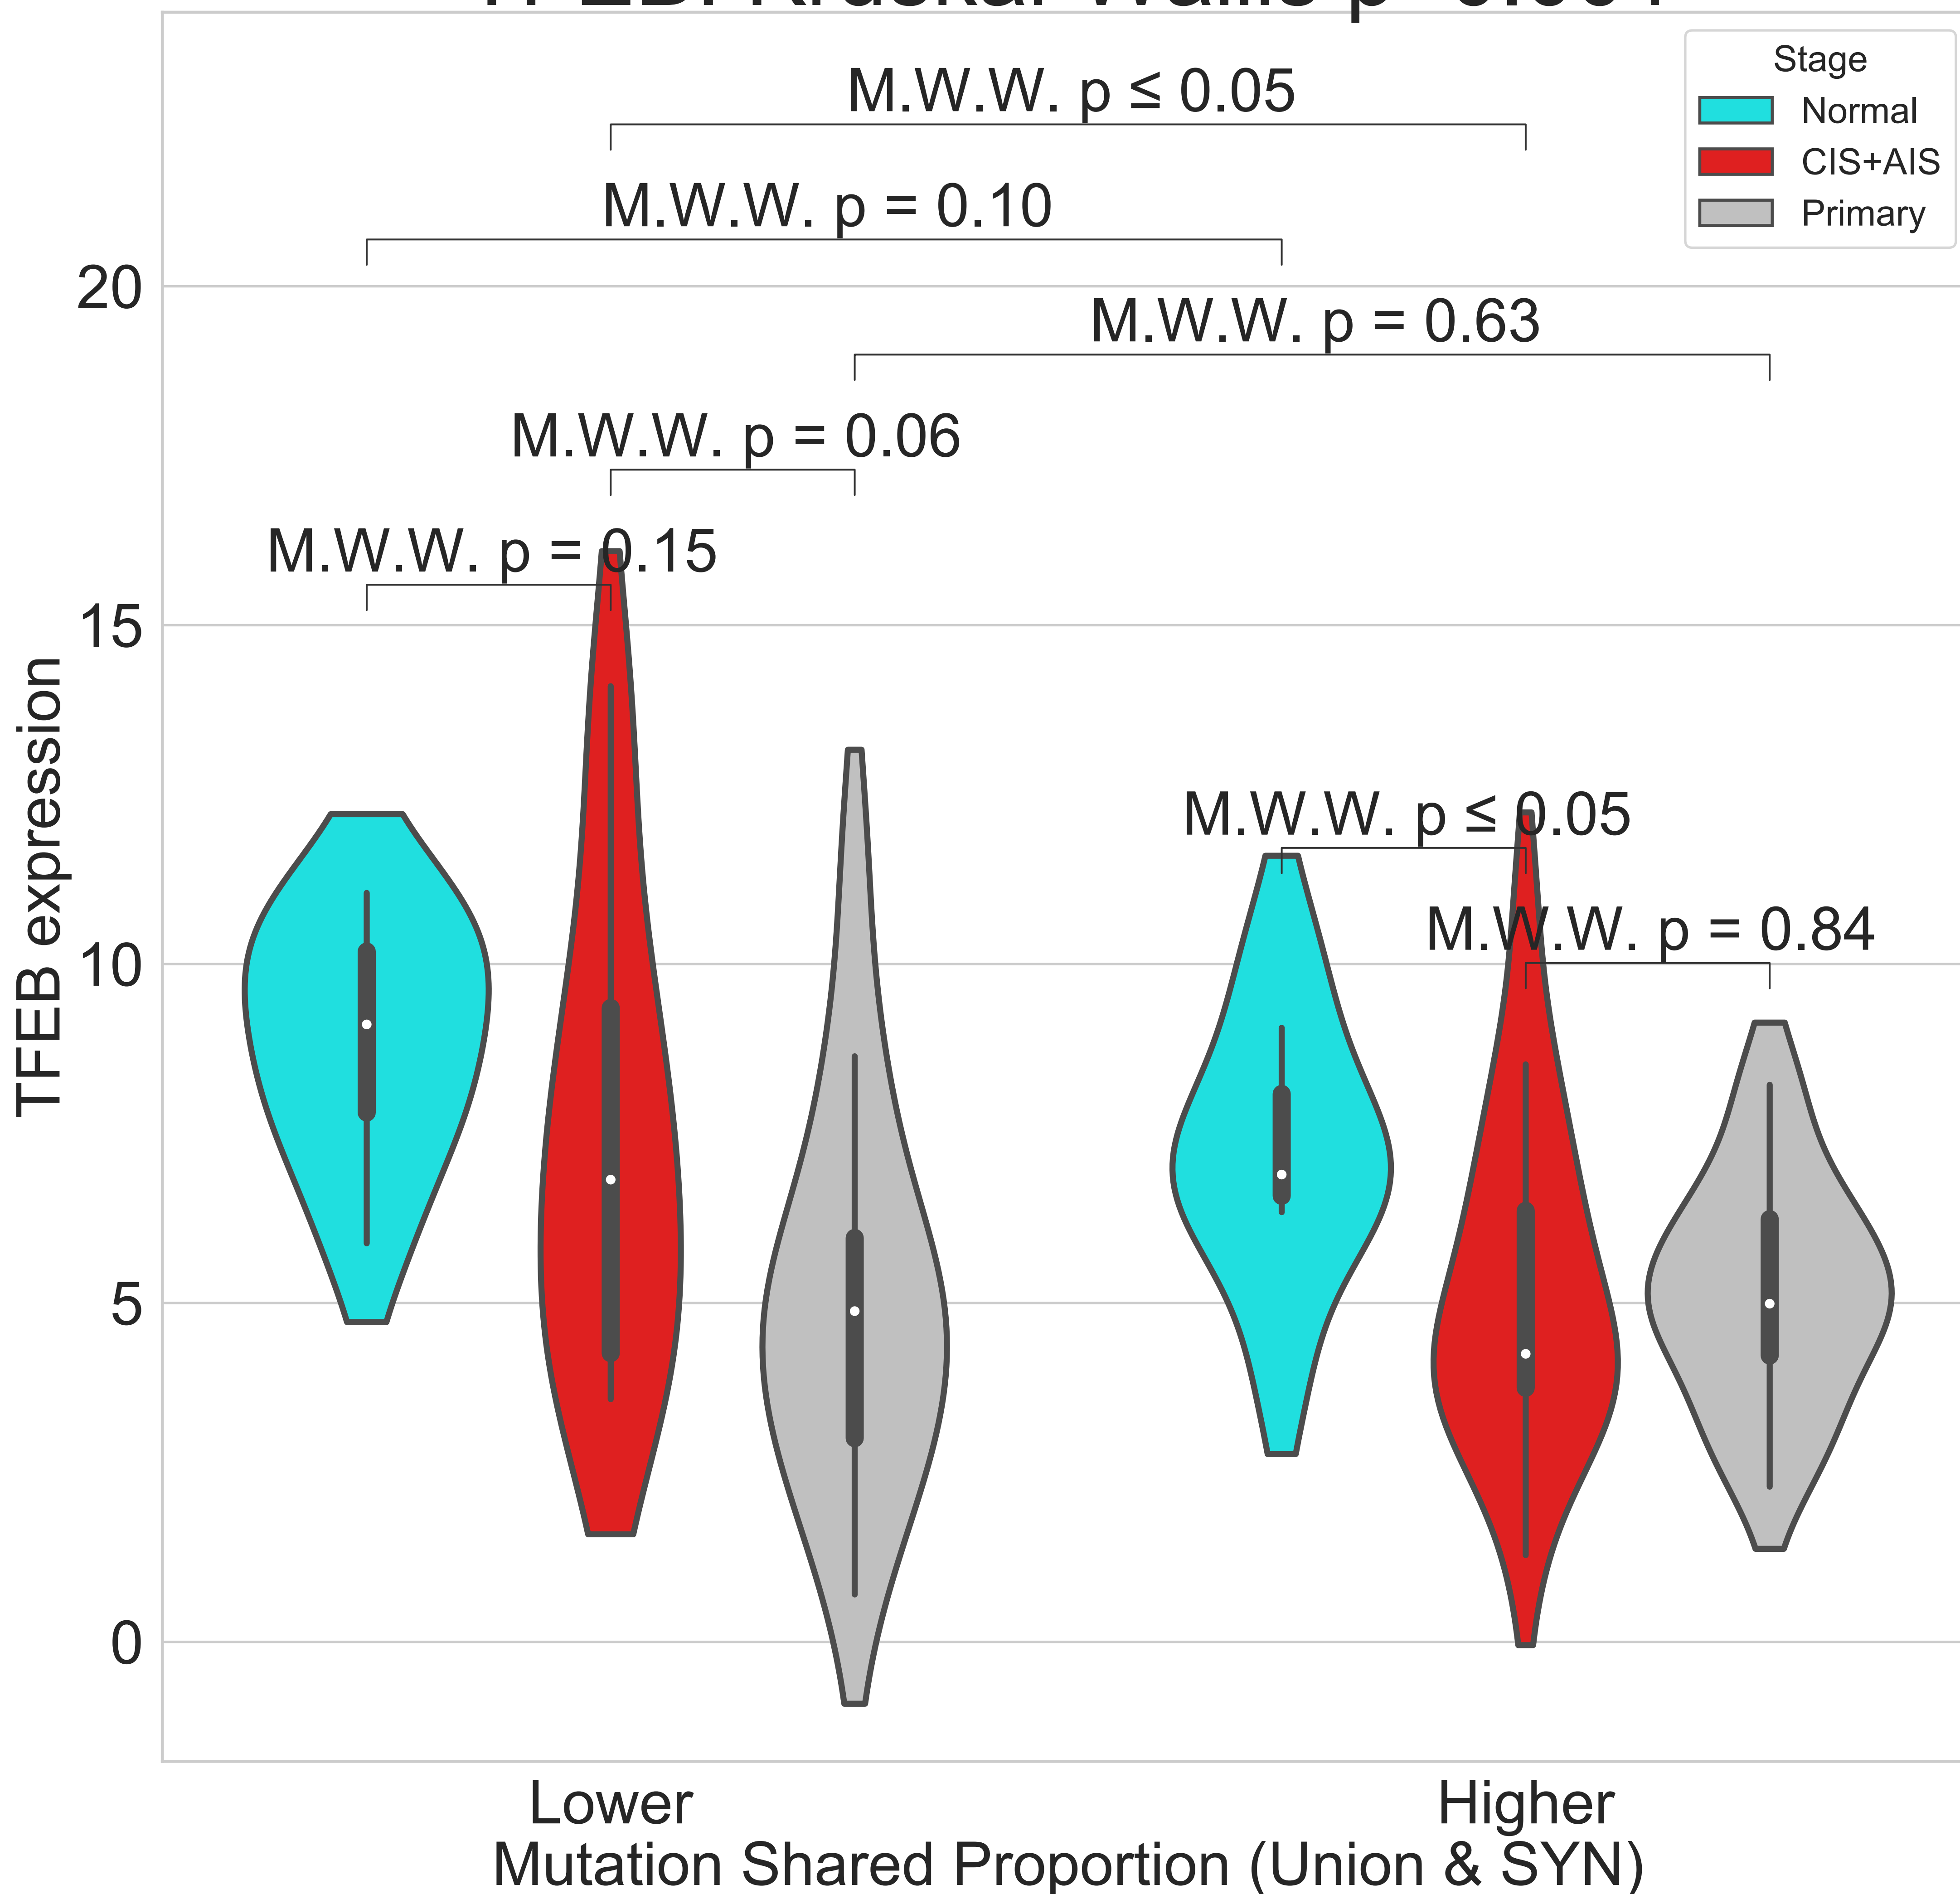 Stage
Normal
CIS+AIS
Primary
M.W.W. p ≤ 0.05
M.W.W. p = 0.10
M.W.W. p = 0.63
M.W.W. p = 0.06
M.W.W. p = 0.15
M.W.W. p ≤ 0.05
M.W.W. p = 0.84
20
15
10
5
0
TFEB expression
Lower
Higher
Mutation Shared Proportion (Union & SYN)